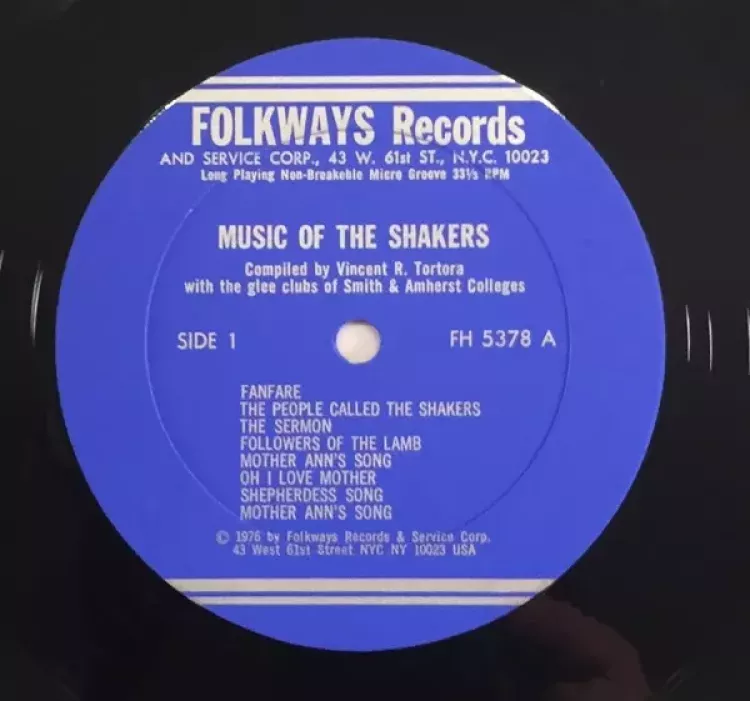 FOLKWAYS Records
AND SERVICE CORP., 43 W. 61st ST., N.Y.C. 10023
Long Playing Non-Breakable Micro Groove 33⅓ RPM
MUSIC OF THE SHAKERS
Compiled by Vincent R. Tortora
with the glee clubs of Smith & Amherst Colleges
SIDE 1 FH 5378 A
FANFARE
THE PEOPLE CALLED THE SHAKERS
THE SERMON
FOLLOWERS OF THE LAMB
MOTHER ANN'S SONG
OH I LOVE MOTHER
SHEPHERDESS SONG
MOTHER ANN'S SONG
© 1976 by Folkways Records & Service Corp.
43 West 61st Street NYC NY 10023 USA